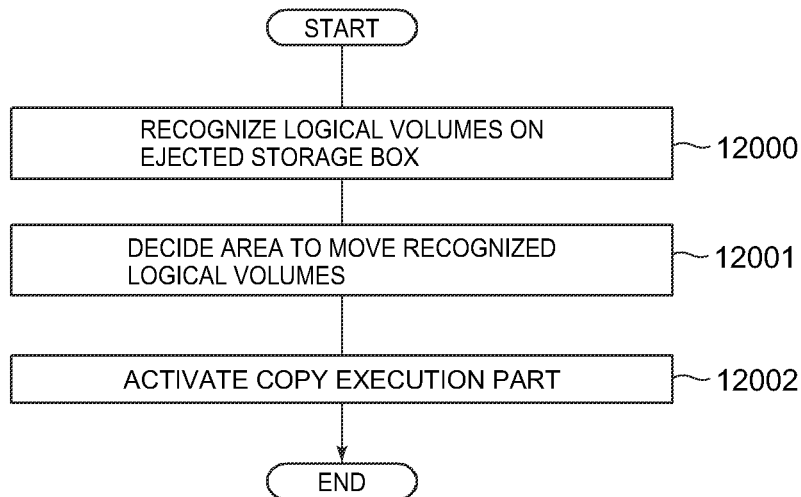 START
RECOGNIZE LOGICAL VOLUMES ON
EJECTED STORAGE BOX
12000
DECIDE AREA TO MOVE RECOGNIZED
LOGICAL VOLUMES
12001
ACTIVATE COPY EXECUTION PART
12002
END